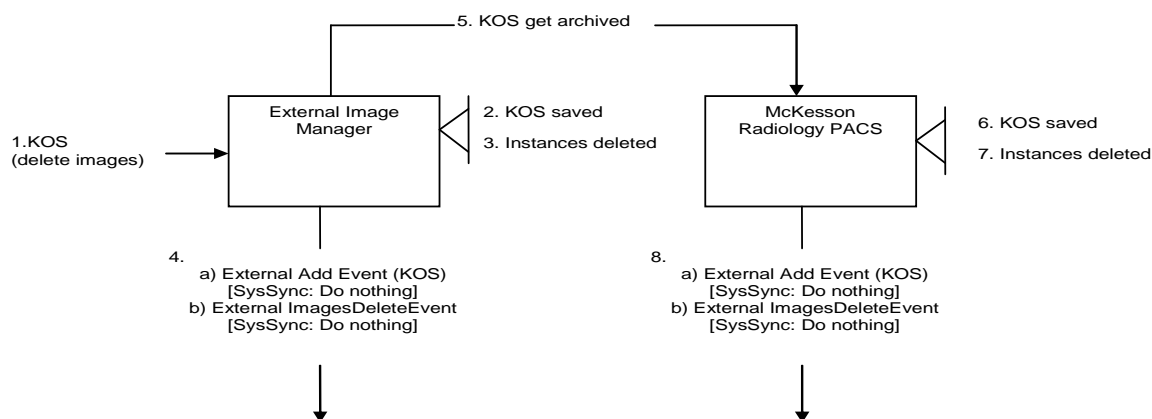 5. KOS get archived
External Image
Manager
2. KOS saved
3. Instances deleted
1.KOS
(delete images)
McKesson
Radiology PACS
6. KOS saved
7. Instances deleted
4.
a) External Add Event (KOS)
[SysSync: Do nothing]
b) External ImagesDeleteEvent
[SysSync: Do nothing]
8.
a) External Add Event (KOS)
[SysSync: Do nothing]
b) External ImagesDeleteEvent
[SysSync: Do nothing]